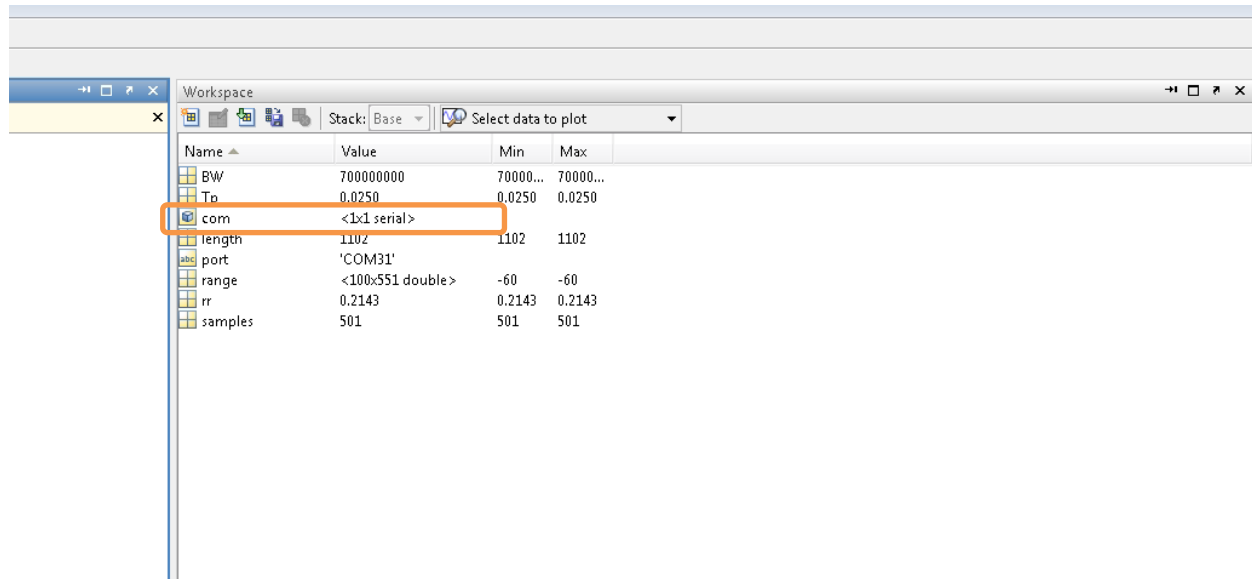 Workspace
Stack: Base Select data to plot
Name Value Min Max
BW 700000000 70000... 70000...
Tp 0.0250 0.0250 0.0250
com <1x1 serial>
length 1102 1102 1102
abc port 'COM31'
range <100x551 double> -60 -60
rr 0.2143 0.2143 0.2143
samples 501 501 501